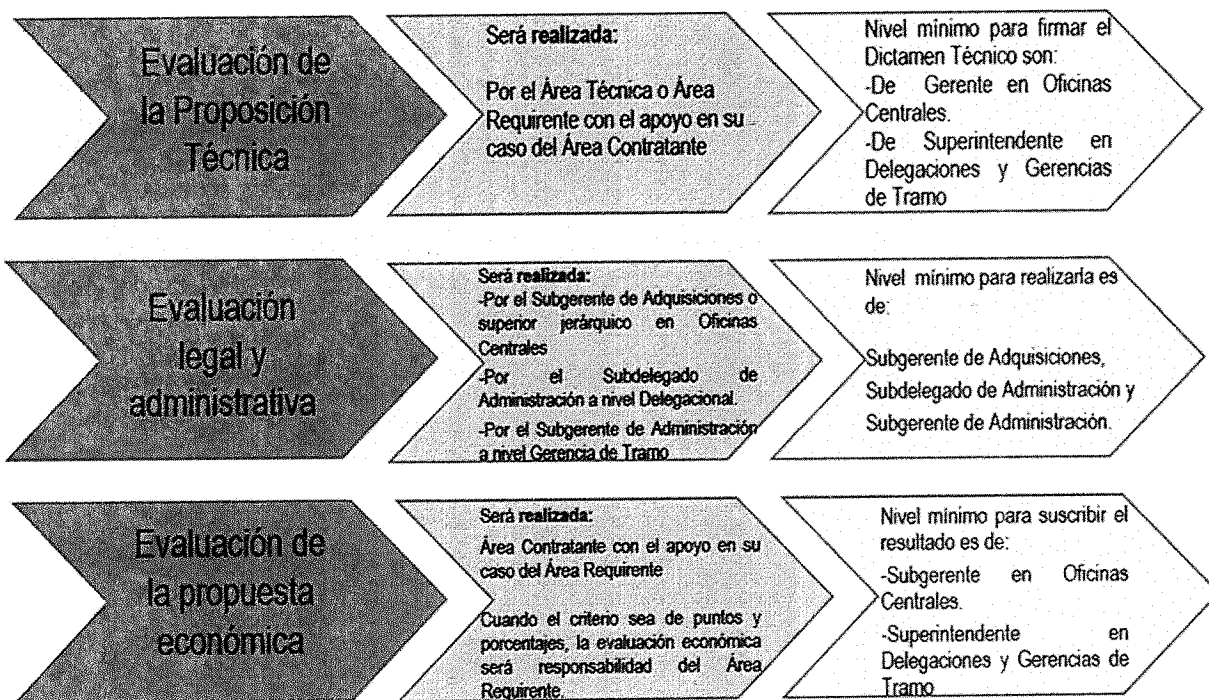 Evaluación de
la Proposición
Técnica
Será realizada:
Por el Área Técnica o Área
Requirente con el apoyo en su
caso del Área Contratante
Nivel mínimo para firmar el
Dictamen Técnico son:
-De Gerente en Oficinas
Centrales.
-De Superintendente en
Delegaciones y Gerencias
de Tramo
Evaluación
legal y
administrativa
Será realizada:
-Por el Subgerente de Adquisiciones o
superior jerárquico en Oficinas
Centrales
-Por el Subdelegado de
Administración a nivel Delegacional.
-Por el Subgerente de Administración
a nivel Gerencia de Tramo
Nivel mínimo para realizarla es
de:
Subgerente de Adquisiciones,
Subdelegado de Administración y
Subgerente de Administración.
Evaluación de
la propuesta
económica
Será realizada:
Área Contratante con el apoyo en su
caso del Área Requirente
Cuando el criterio sea de puntos y
porcentajes, la evaluación económica
será responsabilidad del Área
Requirente.
Nivel mínimo para suscribir el
resultado es de:
-Subgerente en Oficinas
Centrales.
-Superintendente en
Delegaciones y Gerencias de
Tramo